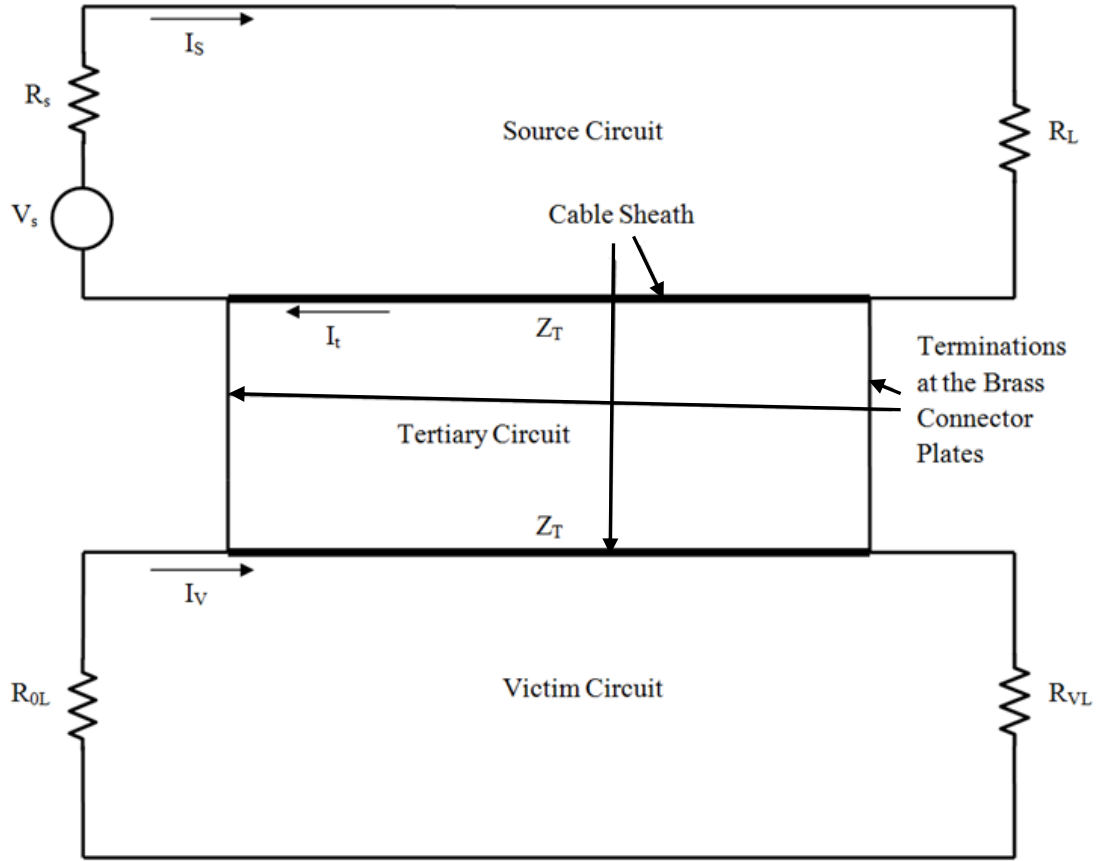 I_S
R_s
Source Circuit
R_L
V_s
Cable Sheath
I_t
Z_T
Terminations
at the Brass
Connector
Plates
Tertiary Circuit
Z_T
I_V
R_0L
Victim Circuit
R_VL